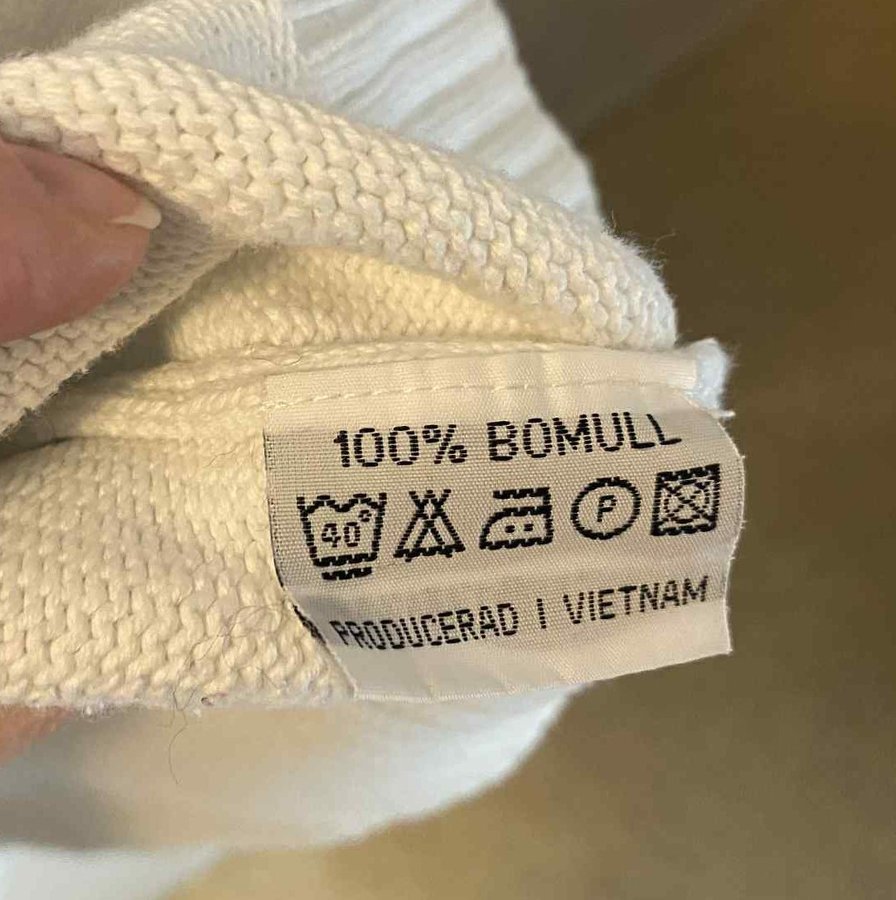 100% BOMULL
40°
P
PRODUCERAD I VIETNAM